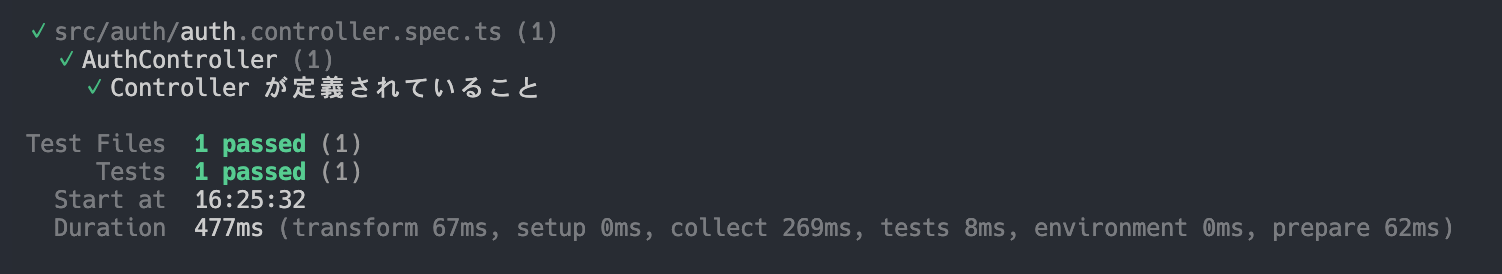 ✓ src/auth/auth.controller.spec.ts (1)
✓ AuthController (1)
✓ Controller が定義されていること
Test Files 1 passed (1)
Tests 1 passed (1)
Start at 16:25:32
Duration 477ms (transform 67ms, setup 0ms, collect 269ms, tests 8ms, environment 0ms, prepare 62ms)